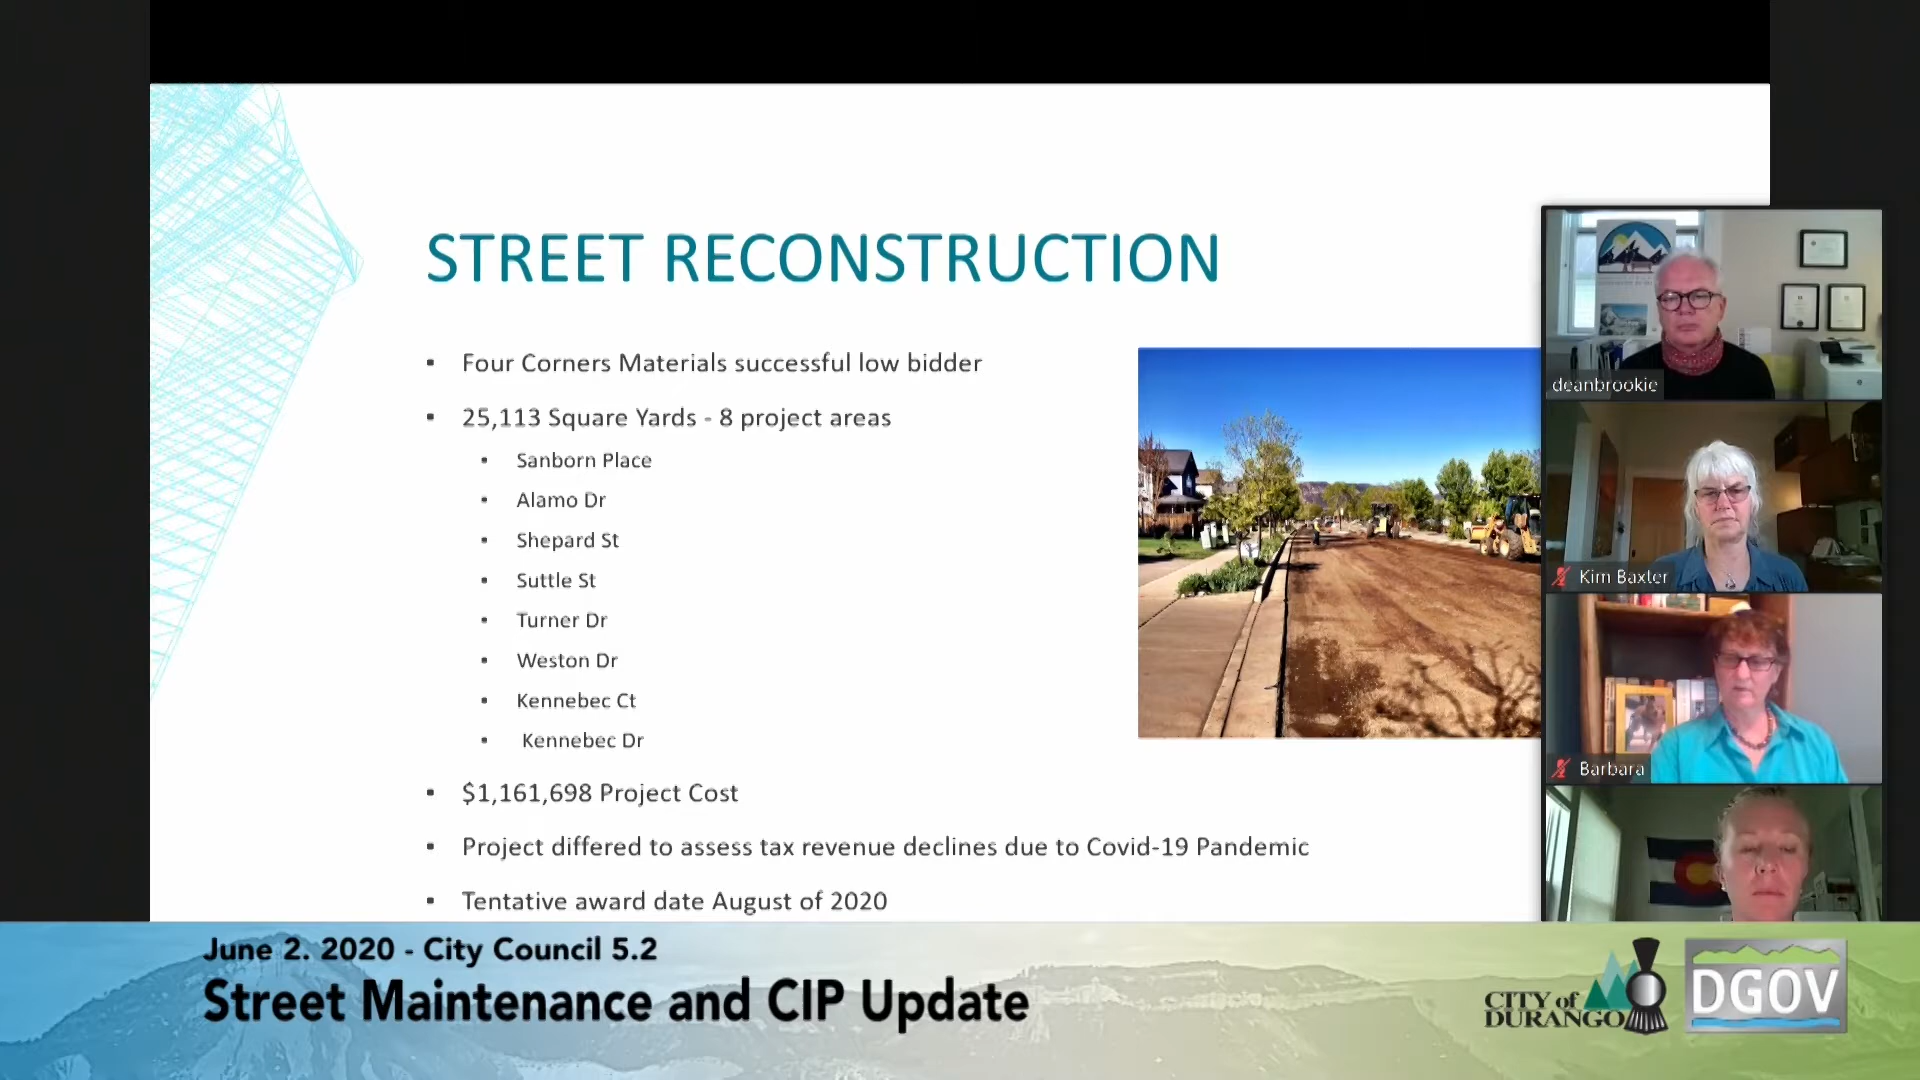 STREET RECONSTRUCTION
▪ Four Corners Materials successful low bidder
▪ 25,113 Square Yards - 8 project areas
▪ Sanborn Place
▪ Alamo Dr
▪ Shepard St
▪ Suttle St
▪ Turner Dr
▪ Weston Dr
▪ Kennebec Ct
▪ Kennebec Dr
▪ $1,161,698 Project Cost
▪ Project differed to assess tax revenue declines due to Covid-19 Pandemic
▪ Tentative award date August of 2020
deanbrookie
Kim Baxter
Barbara
June 2. 2020 - City Council 5.2
Street Maintenance and CIP Update
CITY of
DURANGO
DGOV